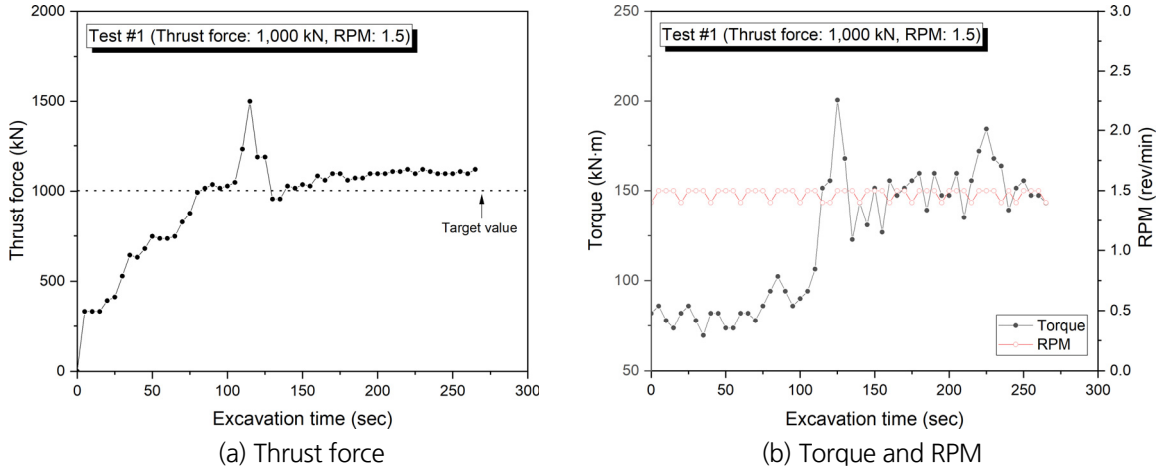 Test #1 (Thrust force: 1,000 kN, RPM: 1.5)
2000
1500
1000
500
0
Thrust force (kN)
Target value
0
50
100
150
200
250
300
Excavation time (sec)
(a) Thrust force
Test #1 (Thrust force: 1,000 kN, RPM: 1.5)
250
200
150
100
50
Torque (kN·m)
3.0
2.5
2.0
1.5
1.0
0.5
0.0
RPM (rev/min)
Torque
RPM
0
50
100
150
200
250
300
Excavation time (sec)
(b) Torque and RPM